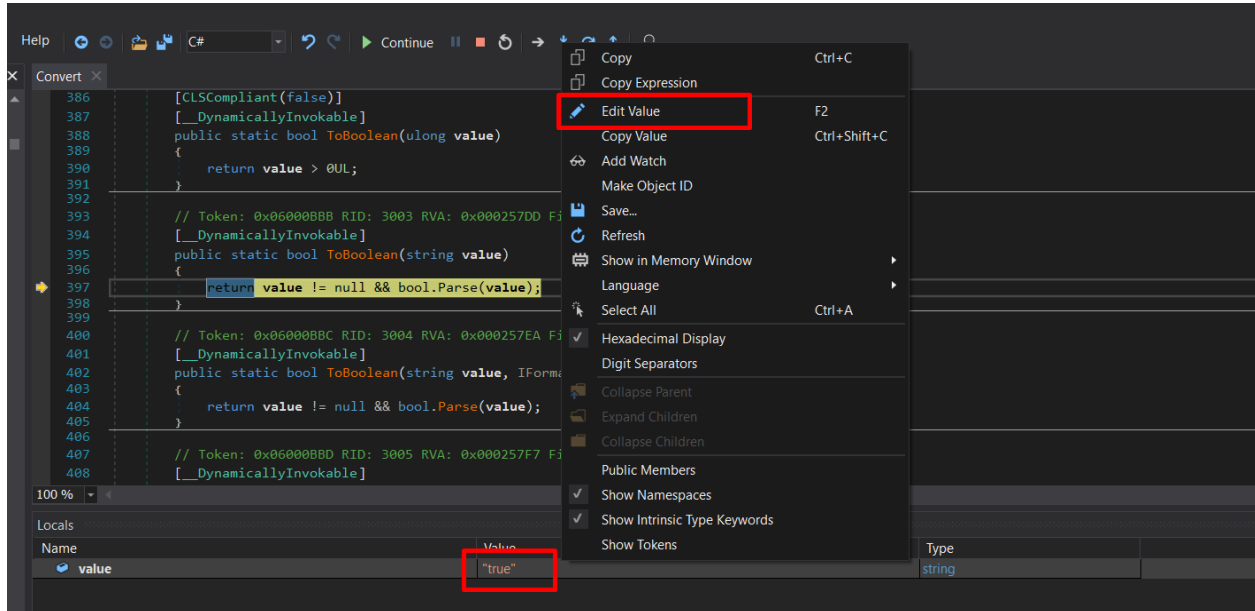 Help C# Continue
Convert
386 [CLSCompliant(false)]
387 [__DynamicallyInvokable]
388 public static bool ToBoolean(ulong value)
389 {
390 return value > 0UL;
391 }
392
393 // Token: 0x06000BBB RID: 3003 RVA: 0x000257DD Fi
394 [__DynamicallyInvokable]
395 public static bool ToBoolean(string value)
396 {
397 return value != null && bool.Parse(value);
398 }
399
400 // Token: 0x06000BBC RID: 3004 RVA: 0x000257EA Fi
401 [__DynamicallyInvokable]
402 public static bool ToBoolean(string value, IForma
403 {
404 return value != null && bool.Parse(value);
405 }
406
407 // Token: 0x06000BBD RID: 3005 RVA: 0x000257F7 Fi
408 [__DynamicallyInvokable]
100 %
Copy Ctrl+C
Copy Expression
Edit Value F2
Copy Value Ctrl+Shift+C
Add Watch
Make Object ID
Save...
Refresh
Show in Memory Window
Language
Select All Ctrl+A
Hexadecimal Display
Digit Separators
Collapse Parent
Expand Children
Collapse Children
Public Members
Show Namespaces
Show Intrinsic Type Keywords
Show Tokens
Locals
Name Value Type
value "true" string